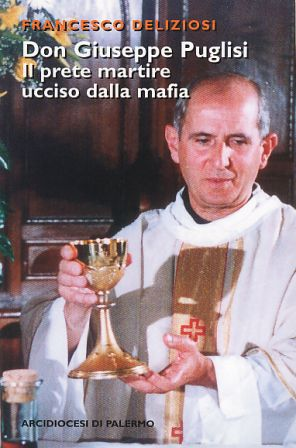 FRANCESCO DELIZIOSI
Don Giuseppe Puglisi
Il prete martire
ucciso dalla mafia
ARCIDIOCESI DI PALERMO